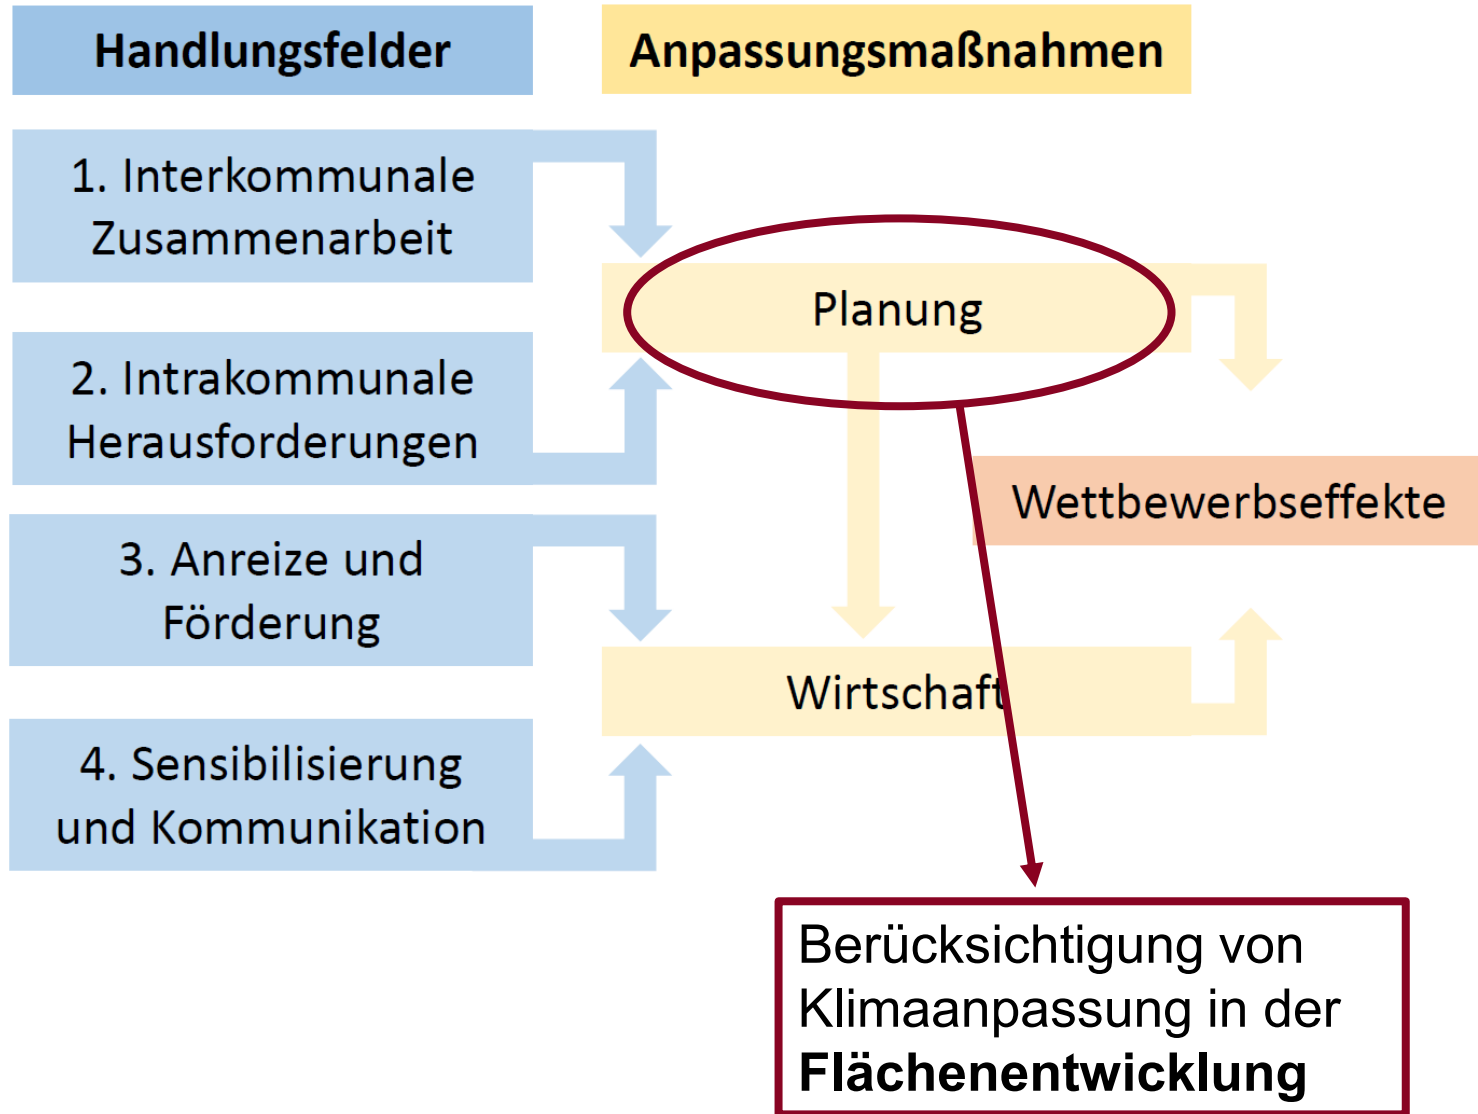 Handlungsfelder
Anpassungsmaßnahmen
1. Interkommunale
Zusammenarbeit
2. Intrakommunale
Herausforderungen
3. Anreize und
Förderung
4. Sensibilisierung
und Kommunikation
Planung
Wirtschaft
Wettbewerbseffekte
Berücksichtigung von
Klimaanpassung in der
Flächenentwicklung